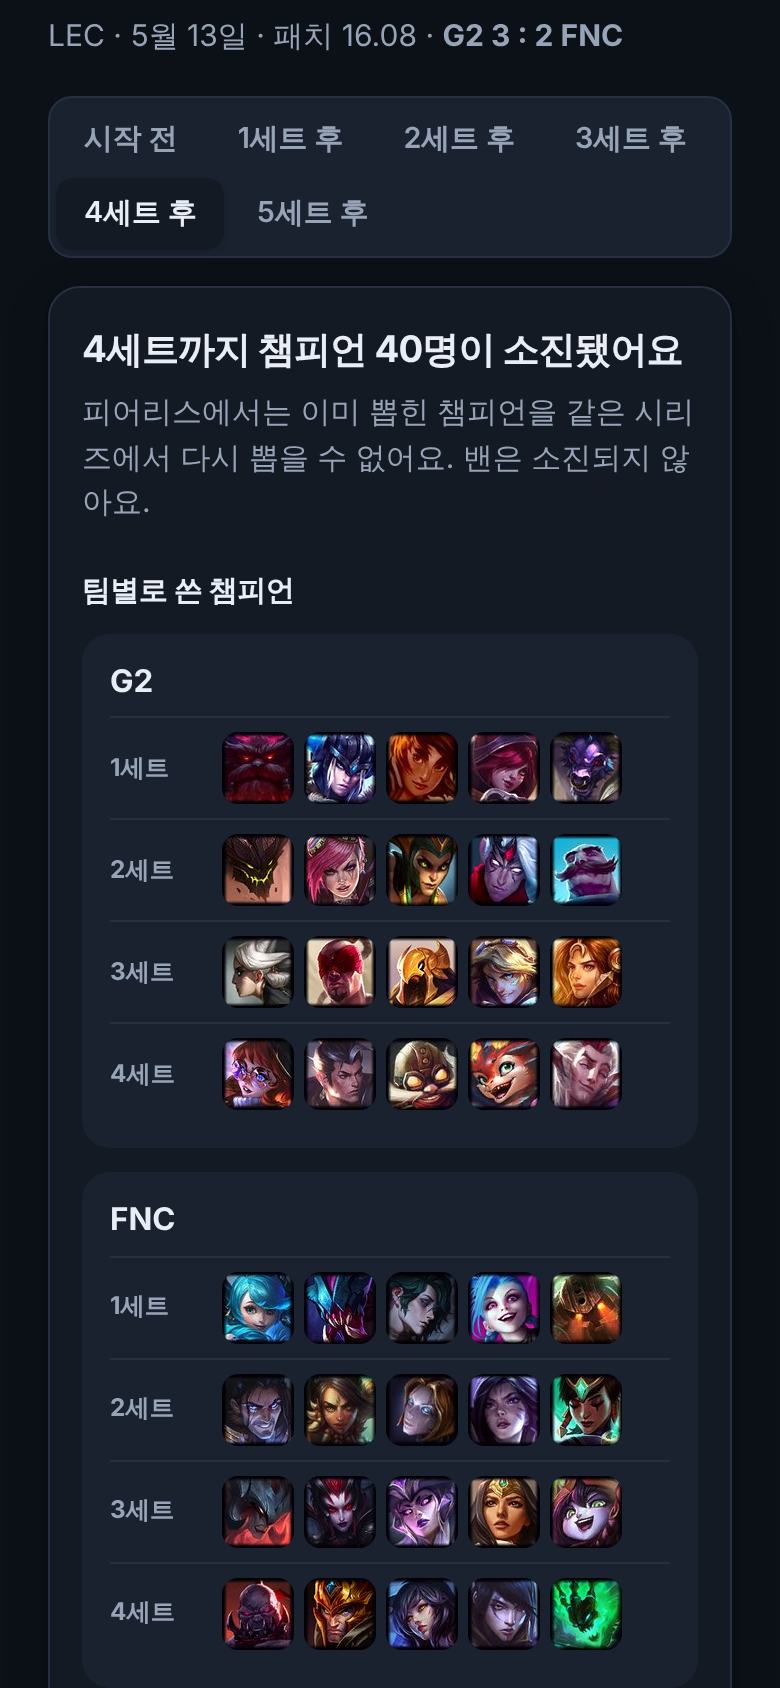 LEC · 5월 13일 · 패치 16.08 · G2 3 : 2 FNC
시작 전 1세트 후 2세트 후 3세트 후
4세트 후 5세트 후
4세트까지 챔피언 40명이 소진됐어요
피어리스에서는 이미 뽑힌 챔피언을 같은 시리
즈에서 다시 뽑을 수 없어요. 밴은 소진되지 않
아요.
팀별로 쓴 챔피언
G2
1세트
2세트
3세트
4세트
FNC
1세트
2세트
3세트
4세트